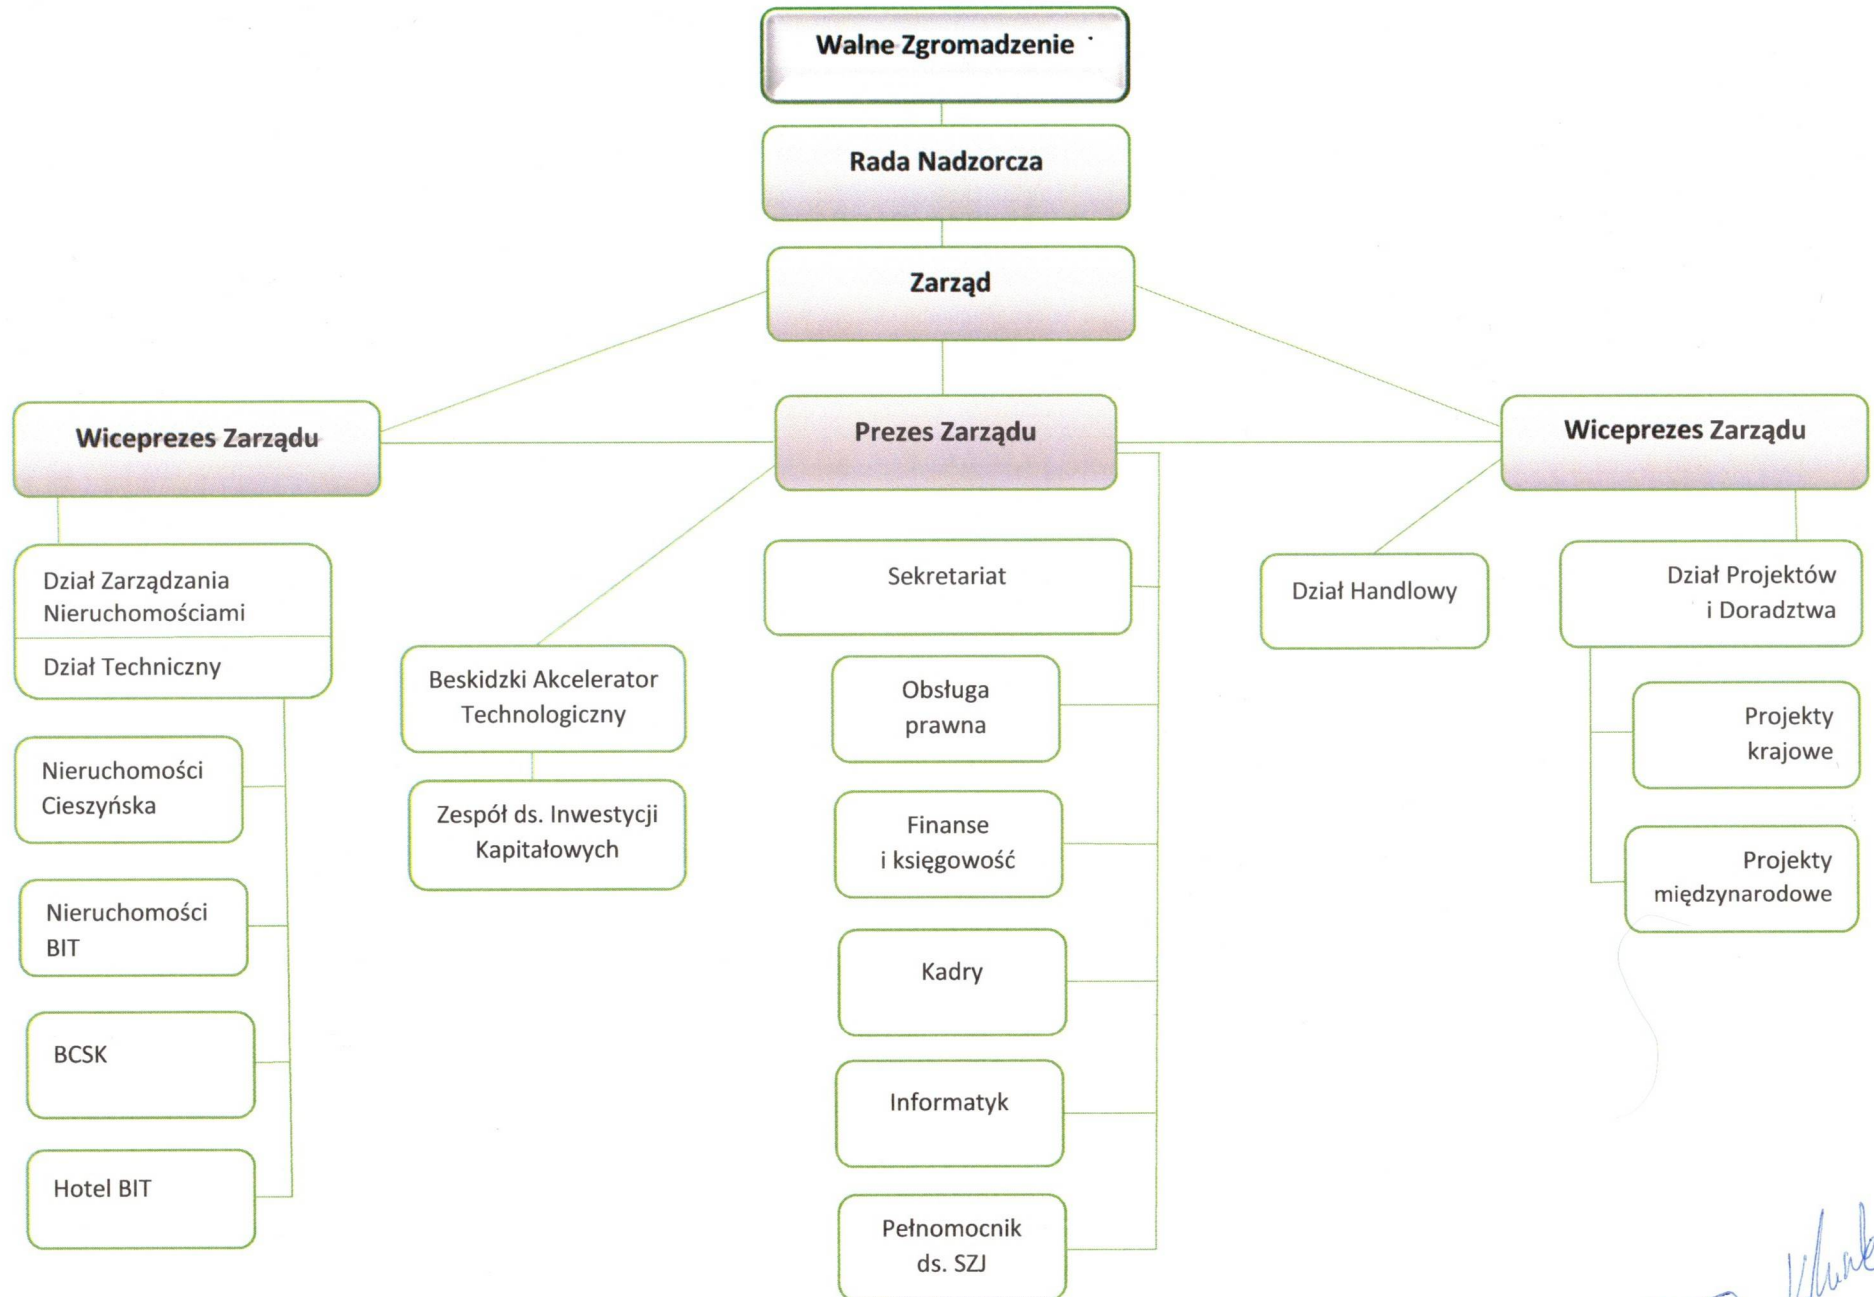 Walne Zgromadzenie
Rada Nadzorcza
Zarząd
Wiceprezes Zarządu
Prezes Zarządu
Wiceprezes Zarządu
Dział Zarządzania
Nieruchomościami
Dział Techniczny
Nieruchomości
Cieszyńska
Nieruchomości
BIT
BCSK
Hotel BIT
Beskidzki Akcelerator
Technologiczny
Zespół ds. Inwestycji
Kapitałowych
Sekretariat
Obsługa
prawna
Finanse
i księgowość
Kadry
Informatyk
Pełnomocnik
ds. SZJ
Dział Handlowy
Dział Projektów
i Doradztwa
Projekty
krajowe
Projekty
międzynarodowe